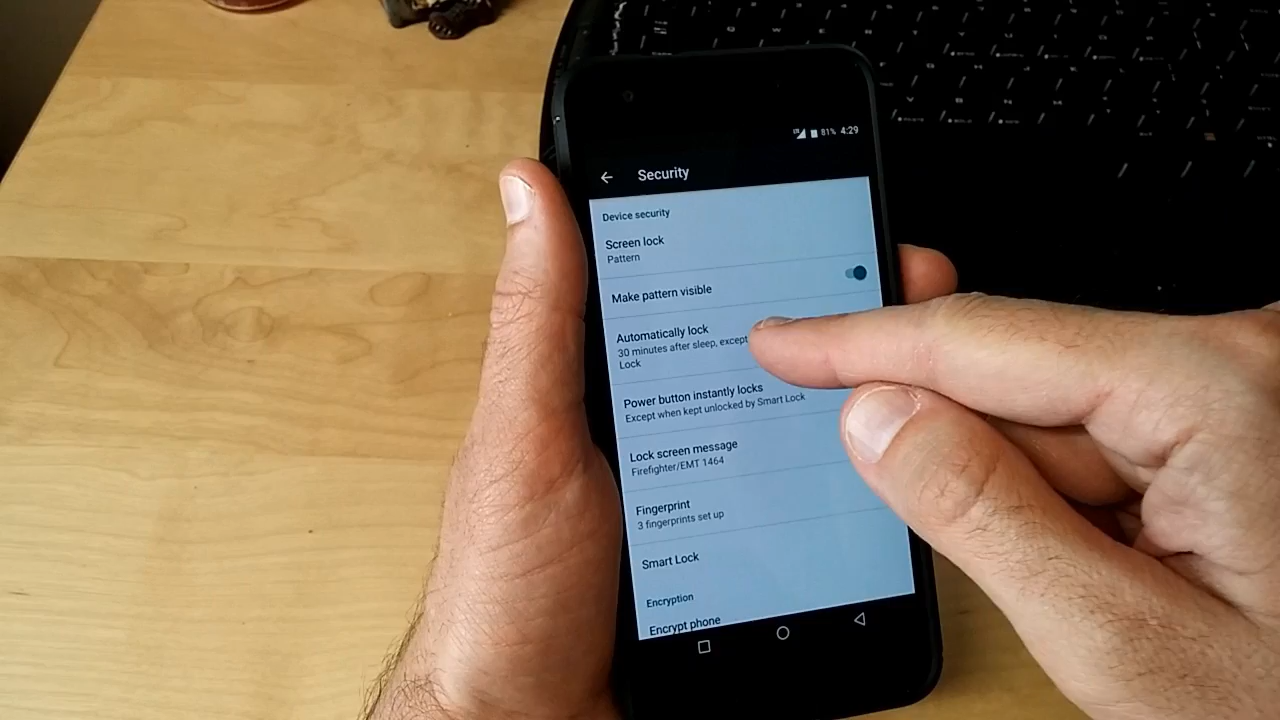 81% 4:29
Security
Device security
Screen lock
Pattern
Make pattern visible
Automatically lock
30 minutes after sleep, except
Lock
Power button instantly locks
Except when kept unlocked by Smart Lock
Lock screen message
Firefighter/EMT 1464
Fingerprint
3 fingerprints set up
Smart Lock
Encryption
Encrypt phone